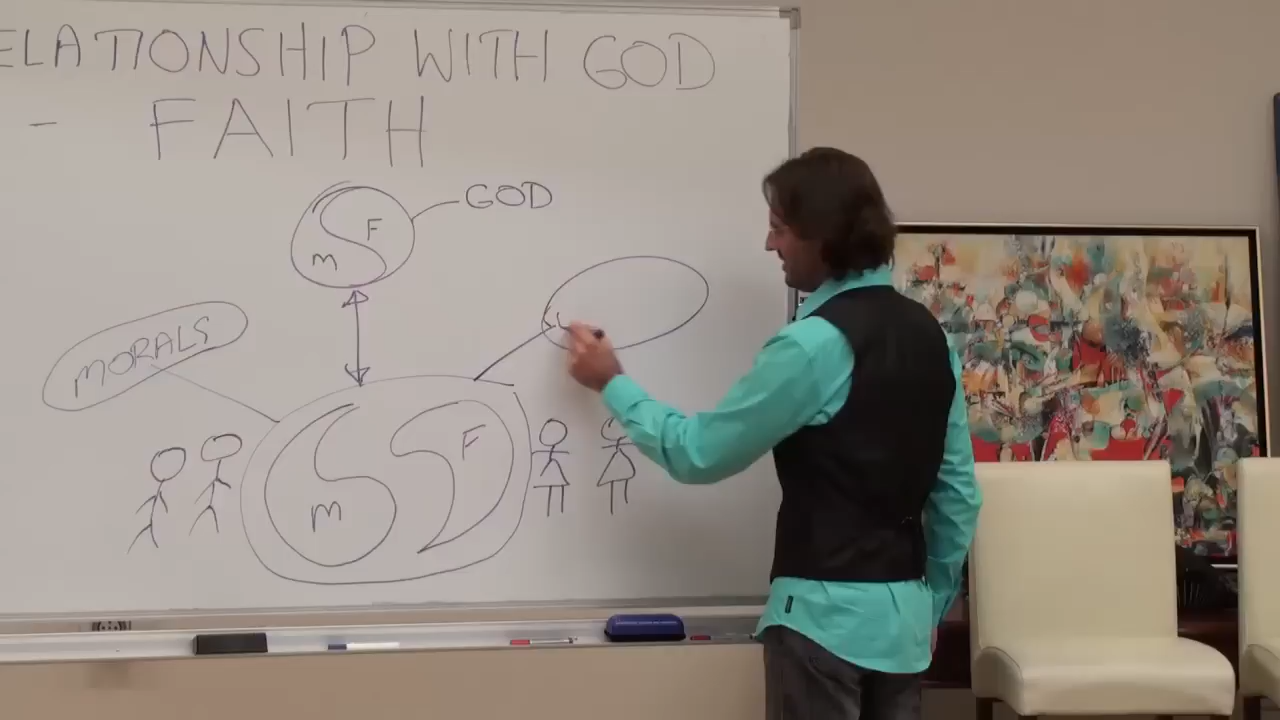 ELATIONSHIP WITH GOD
- FAITH
GOD
F
M
MORALS
F
M